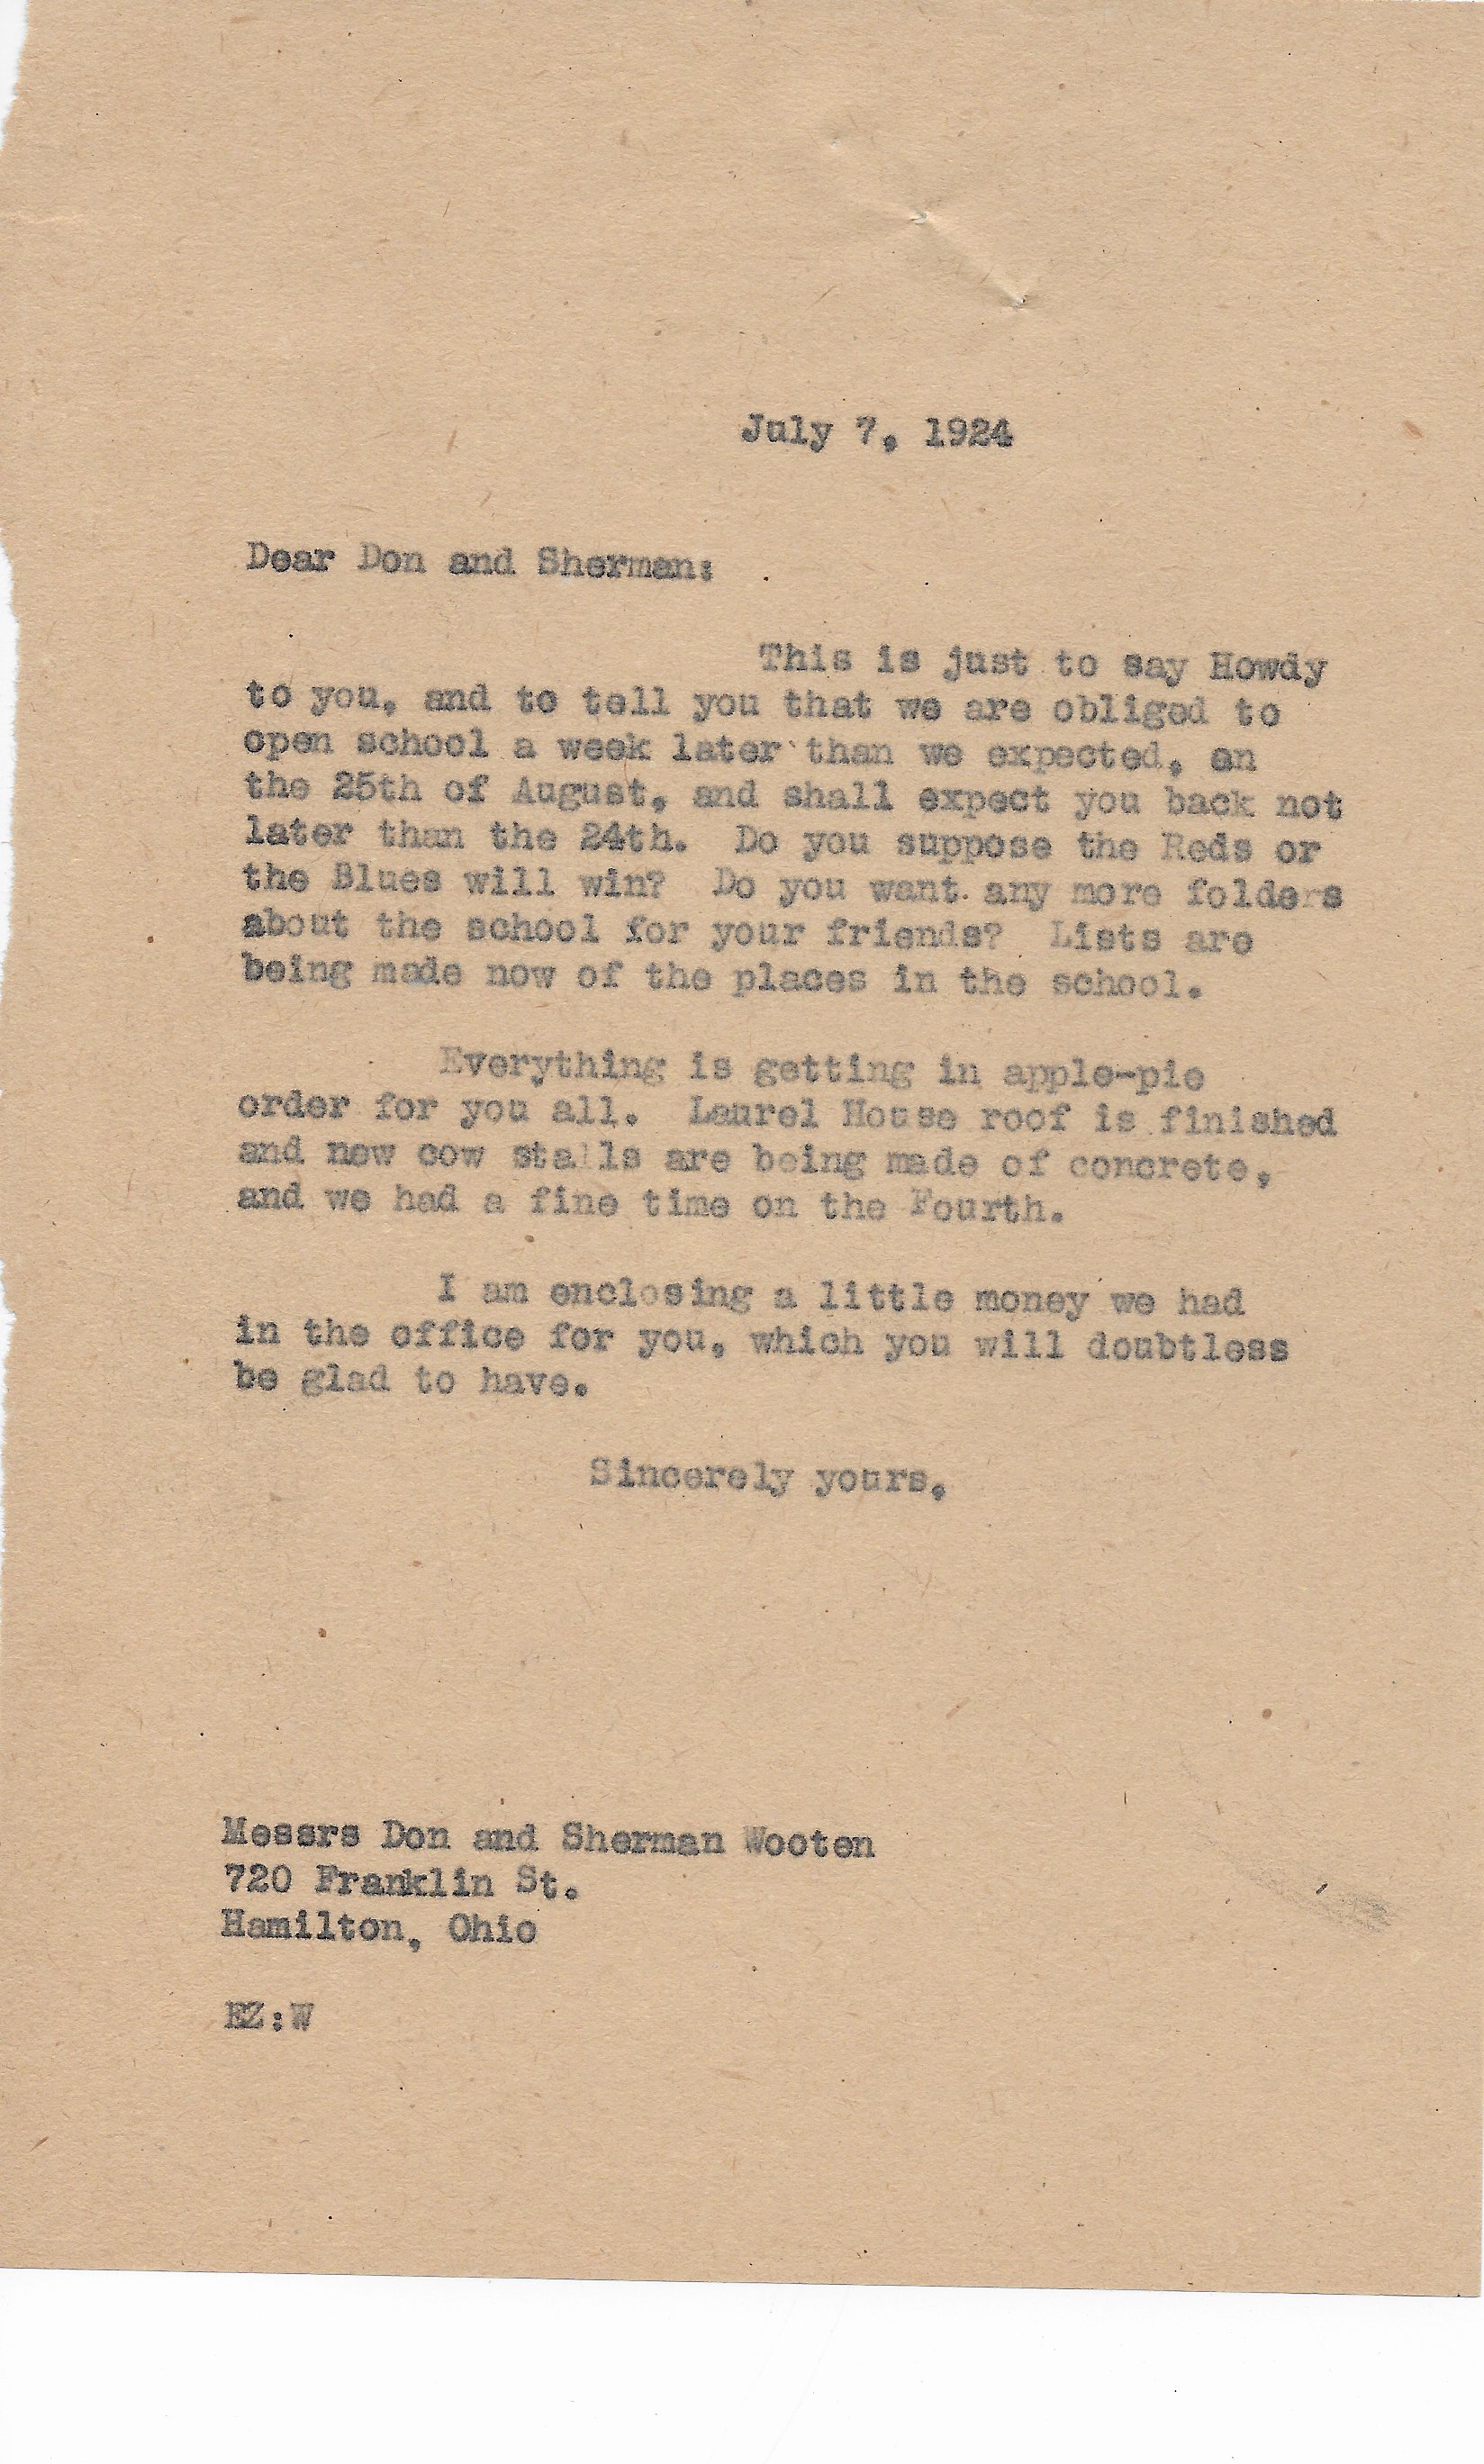 July 7, 1924
Dear Don and Sherman:
This is just to say Howdy
to you, and to tell you that we are obliged to
open school a week later than we expected, on
the 25th of August, and shall expect you back not
later than the 24th. Do you suppose the Reds or
the Blues will win? Do you want any more folders
about the school for your friends? Lists are
being made now of the places in the school.
Everything is getting in apple-pie
order for you all. Laurel House roof is finished
and new cow stalls are being made of concrete,
and we had a fine time on the Fourth.
I am enclosing a little money we had
in the office for you, which you will doubtless
be glad to have.
Sincerely yours,
Messrs Don and Sherman Wooten
720 Franklin St.
Hamilton, Ohio
EZ:W